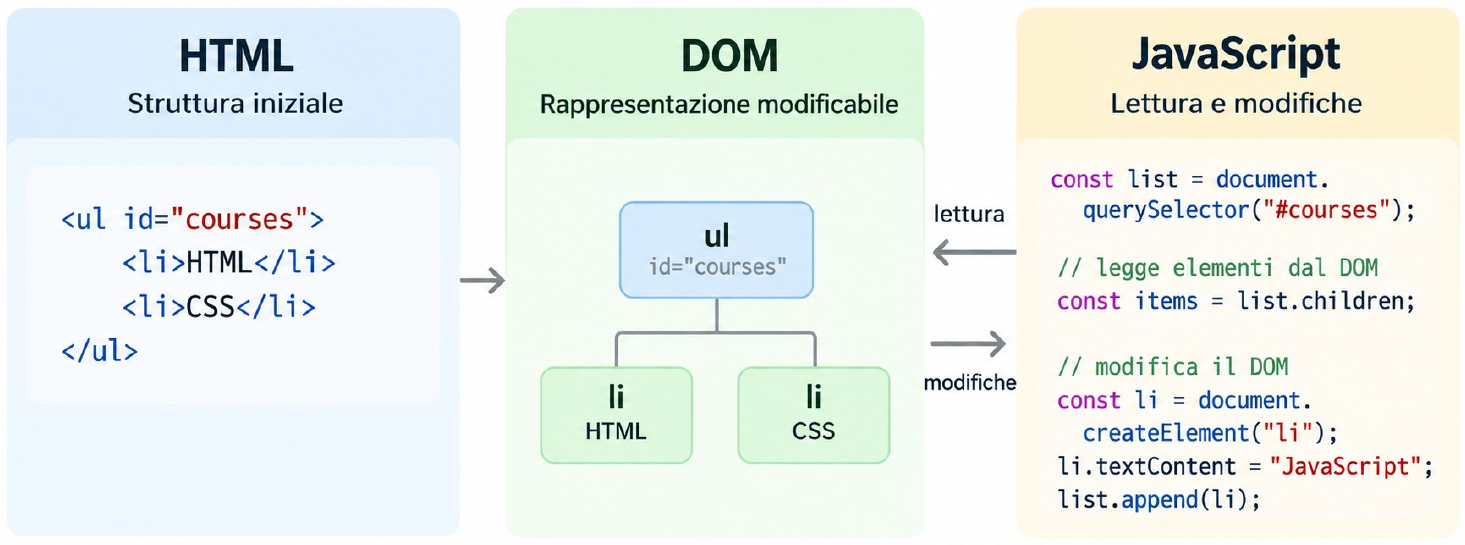 HTML
Struttura iniziale
<ul id="courses">
    <li>HTML</li>
    <li>CSS</li>
</ul>
DOM
Rappresentazione modificabile
ul
id="courses"
li
HTML
li
CSS
lettura
modifiche
JavaScript
Lettura e modifiche
const list = document.
  querySelector("#courses");
// legge elementi dal DOM
const items = list.children;
// modifica il DOM
const li = document.
  createElement("li");
li.textContent = "JavaScript";
list.append(li);